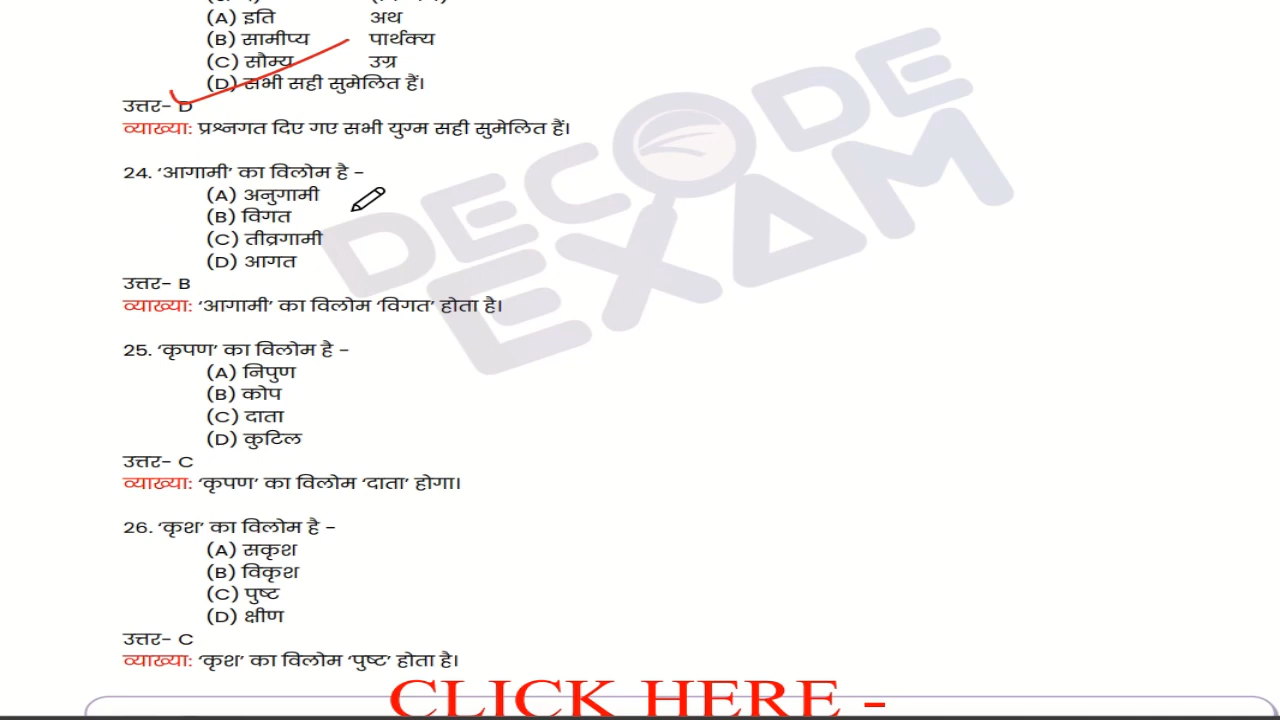 (A) इति अथ
(B) सामीप्य पार्थक्य
(C) सौम्य उग्र
(D) सभी सही सुमेलित हैं।
उत्तर- D
व्याख्या: प्रश्नगत दिए गए सभी युग्म सही सुमेलित हैं।
24. ‘आगामी’ का विलोम है -
(A) अनुगामी
(B) विगत
(C) तीव्रगामी
(D) आगत
उत्तर- B
व्याख्या: ‘आगामी’ का विलोम ‘विगत’ होता है।
25. ‘कृपण’ का विलोम है -
(A) निपुण
(B) कोप
(C) दाता
(D) कुटिल
उत्तर- C
व्याख्या: ‘कृपण’ का विलोम ‘दाता’ होगा।
26. ‘कृश’ का विलोम है -
(A) सकृश
(B) विकृश
(C) पुष्ट
(D) क्षीण
उत्तर- C
व्याख्या: ‘कृश’ का विलोम ‘पुष्ट’ होता है।
DECODE
EXAM
CLICK HERE -